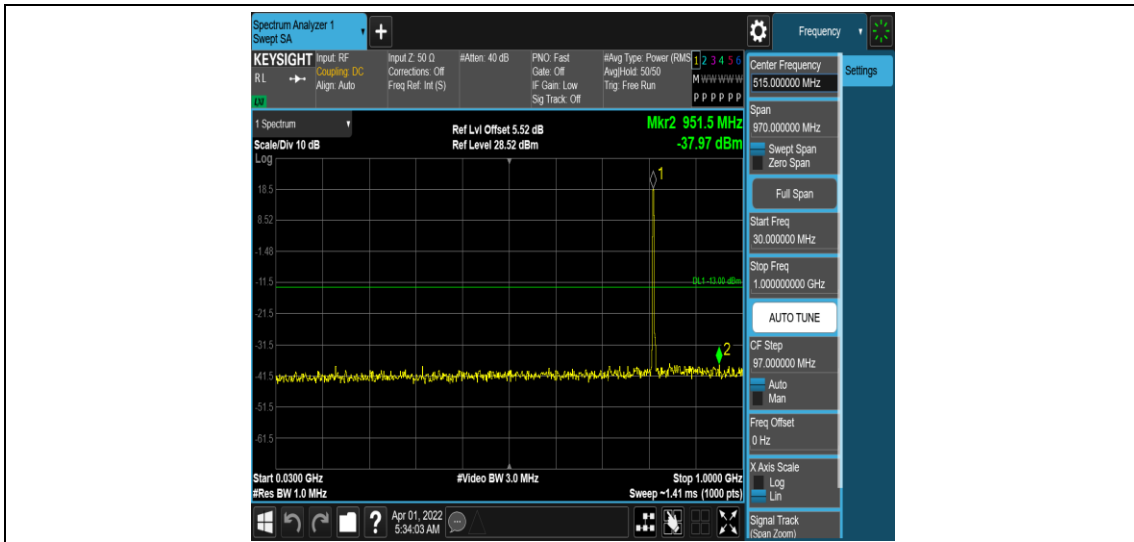 Spectrum Analyzer 1
Swept SA
Frequency
KEYSIGHT
RL
LXI
Input: RF
Coupling: DC
Align: Auto
Input Z: 50 Ω
Corrections: Off
Freq Ref: Int (S)
#Atten: 40 dB
PNO: Fast
Gate: Off
IF Gain: Low
Sig Track: Off
#Avg Type: Power (RMS
Avg|Hold: 50/50
Trig: Free Run
1 2 3 4 5 6
M W W W W W
P P P P P P
Center Frequency
515.000000 MHz
Settings
1 Spectrum
Scale/Div 10 dB
Ref Lvl Offset 5.52 dB
Ref Level 28.52 dBm
Mkr2 951.5 MHz
-37.97 dBm
Log
18.5
8.52
-1.48
-11.5
-21.5
-31.5
-41.5
-51.5
-61.5
1
DL1 -13.00 dBm
2
Span
970.000000 MHz
Swept Span
Zero Span
Full Span
Start Freq
30.000000 MHz
Stop Freq
1.000000000 GHz
AUTO TUNE
CF Step
97.000000 MHz
Auto
Man
Freq Offset
0 Hz
X Axis Scale
Log
Lin
Signal Track
(Span Zoom)
Start 0.0300 GHz
#Video BW 3.0 MHz
Stop 1.0000 GHz
#Res BW 1.0 MHz
Sweep ~1.41 ms (1000 pts)
?
Apr 01, 2022
5:34:03 AM